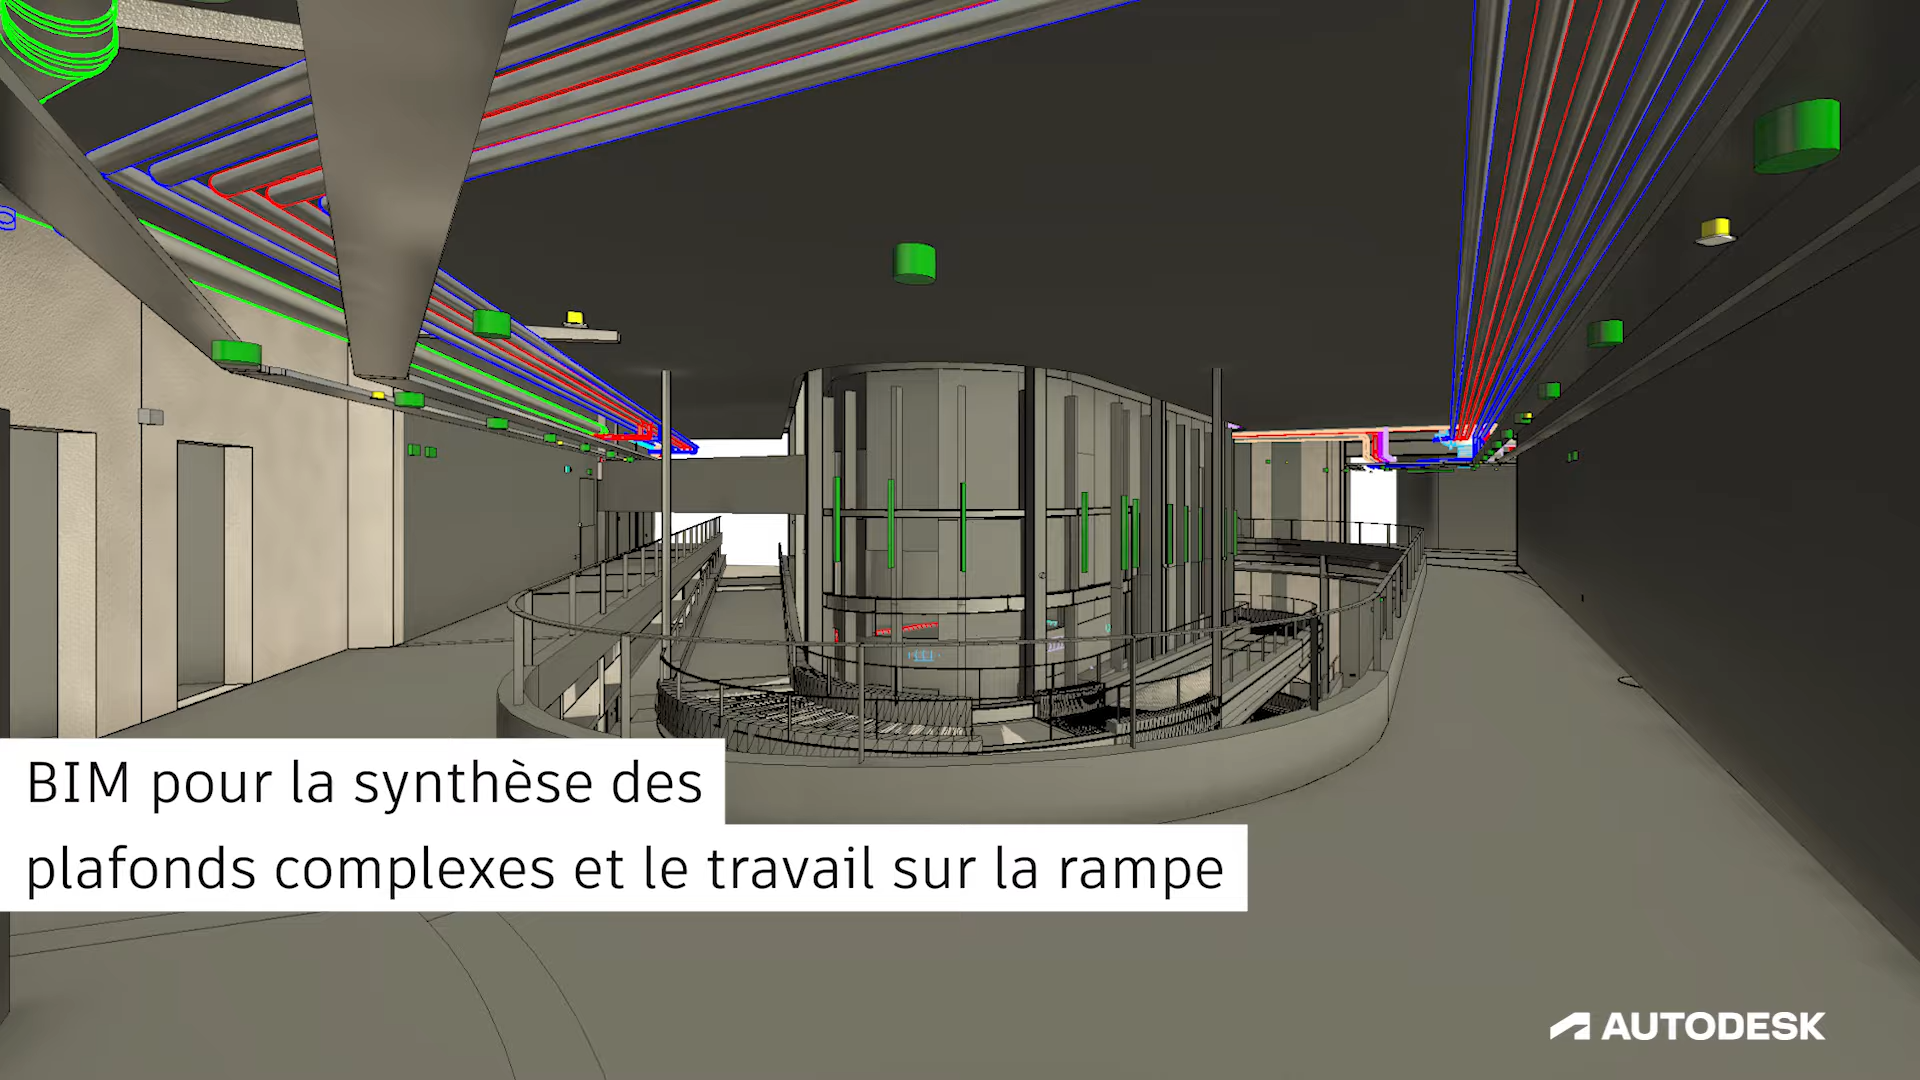 BIM pour la synthèse des
plafonds complexes et le travail sur la rampe
AUTODESK